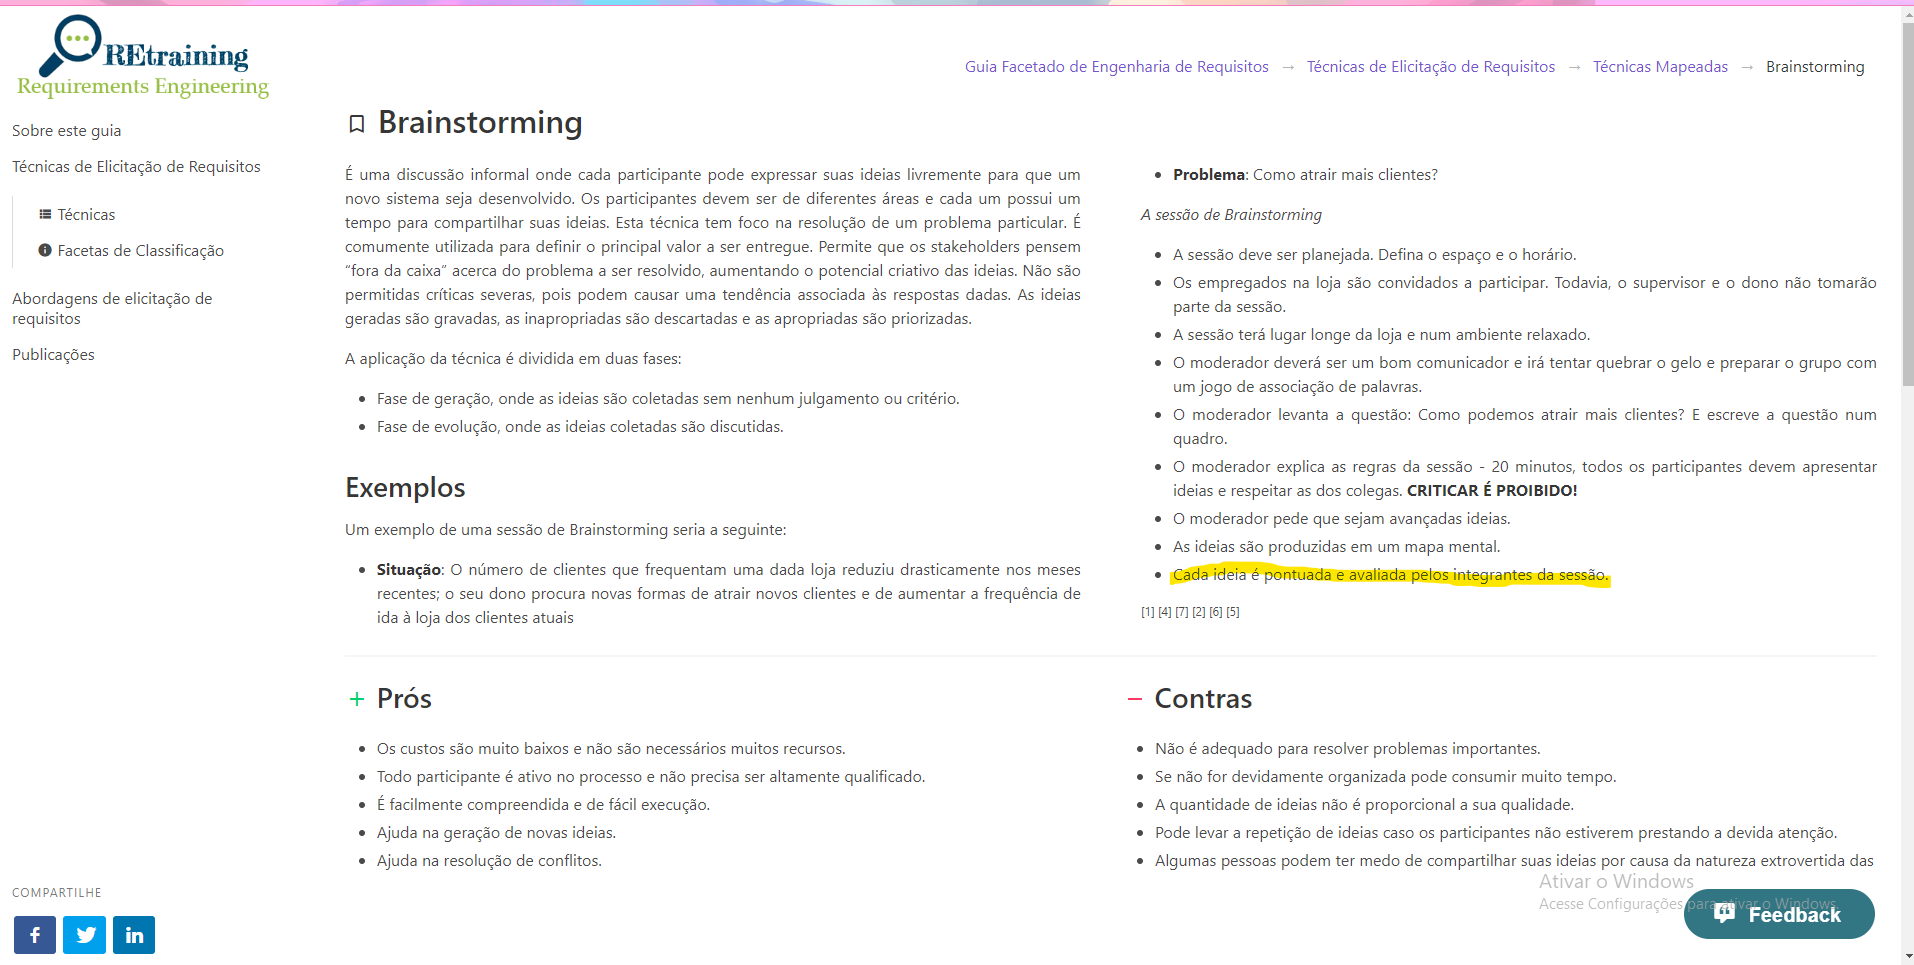 REtraining
Requirements Engineering
Guia Facetado de Engenharia de Requisitos → Técnicas de Elicitação de Requisitos → Técnicas Mapeadas → Brainstorming
Sobre este guia
Técnicas de Elicitação de Requisitos
Técnicas
Facetas de Classificação
Abordagens de elicitação de
requisitos
Publicações
Brainstorming
É uma discussão informal onde cada participante pode expressar suas ideias livremente para que um
novo sistema seja desenvolvido. Os participantes devem ser de diferentes áreas e cada um possui um
tempo para compartilhar suas ideias. Esta técnica tem foco na resolução de um problema particular. É
comumente utilizada para definir o principal valor a ser entregue. Permite que os stakeholders pensem
“fora da caixa” acerca do problema a ser resolvido, aumentando o potencial criativo das ideias. Não são
permitidas críticas severas, pois podem causar uma tendência associada às respostas dadas. As ideias
geradas são gravadas, as inapropriadas são descartadas e as apropriadas são priorizadas.
A aplicação da técnica é dividida em duas fases:
• Fase de geração, onde as ideias são coletadas sem nenhum julgamento ou critério.
• Fase de evolução, onde as ideias coletadas são discutidas.
Exemplos
Um exemplo de uma sessão de Brainstorming seria a seguinte:
• Situação: O número de clientes que frequentam uma dada loja reduziu drasticamente nos meses
recentes; o seu dono procura novas formas de atrair novos clientes e de aumentar a frequência de
ida à loja dos clientes atuais
• Problema: Como atrair mais clientes?
A sessão de Brainstorming
• A sessão deve ser planejada. Defina o espaço e o horário.
• Os empregados na loja são convidados a participar. Todavia, o supervisor e o dono não tomarão
parte da sessão.
• A sessão terá lugar longe da loja e num ambiente relaxado.
• O moderador deverá ser um bom comunicador e irá tentar quebrar o gelo e preparar o grupo com
um jogo de associação de palavras.
• O moderador levanta a questão: Como podemos atrair mais clientes? E escreve a questão num
quadro.
• O moderador explica as regras da sessão - 20 minutos, todos os participantes devem apresentar
ideias e respeitar as dos colegas. CRITICAR É PROIBIDO!
• O moderador pede que sejam avançadas ideias.
• As ideias são produzidas em um mapa mental.
• Cada ideia é pontuada e avaliada pelos integrantes da sessão.
[1] [4] [7] [2] [6] [5]
+ Prós
• Os custos são muito baixos e não são necessários muitos recursos.
• Todo participante é ativo no processo e não precisa ser altamente qualificado.
• É facilmente compreendida e de fácil execução.
• Ajuda na geração de novas ideias.
• Ajuda na resolução de conflitos.
− Contras
• Não é adequado para resolver problemas importantes.
• Se não for devidamente organizada pode consumir muito tempo.
• A quantidade de ideias não é proporcional a sua qualidade.
• Pode levar a repetição de ideias caso os participantes não estiverem prestando a devida atenção.
• Algumas pessoas podem ter medo de compartilhar suas ideias por causa da natureza extrovertida das
COMPARTILHE
Ativar o Windows
Acesse Configurações para ativar o Windows.
Feedback